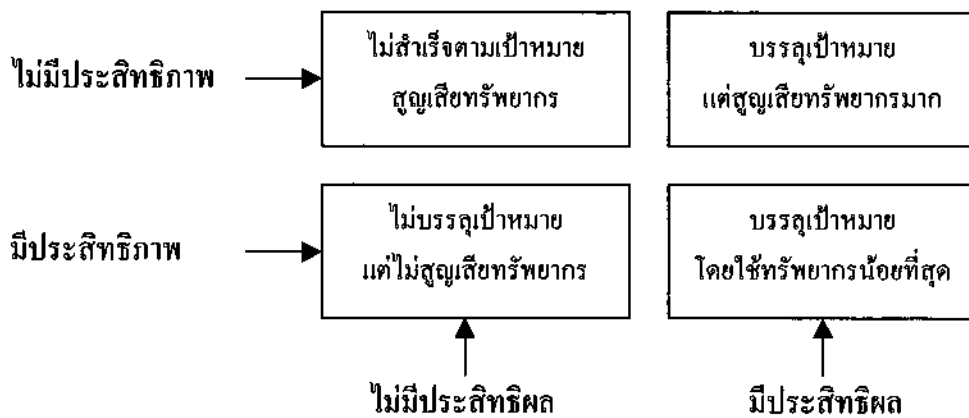 ไม่มีประสิทธิภาพ
ไม่สำเร็จตามเป้าหมาย
สูญเสียทรัพยากร
บรรลุเป้าหมาย
แต่สูญเสียทรัพยากรมาก
มีประสิทธิภาพ
ไม่บรรลุเป้าหมาย
แต่ไม่สูญเสียทรัพยากร
บรรลุเป้าหมาย
โดยใช้ทรัพยากรน้อยที่สุด
ไม่มีประสิทธิผล
มีประสิทธิผล